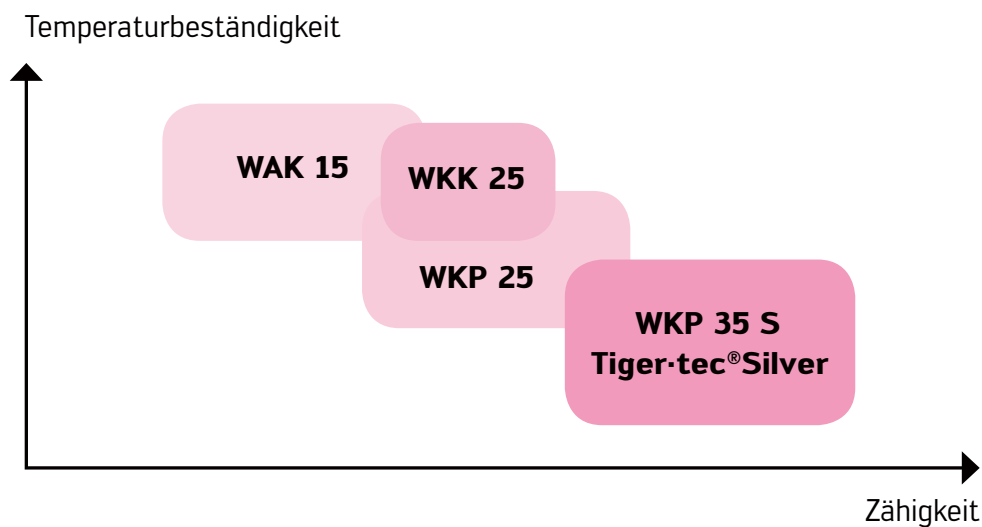 Temperaturbeständigkeit
WAK 15
WKK 25
WKP 25
WKP 35 S
Tiger·tec®Silver
Zähigkeit